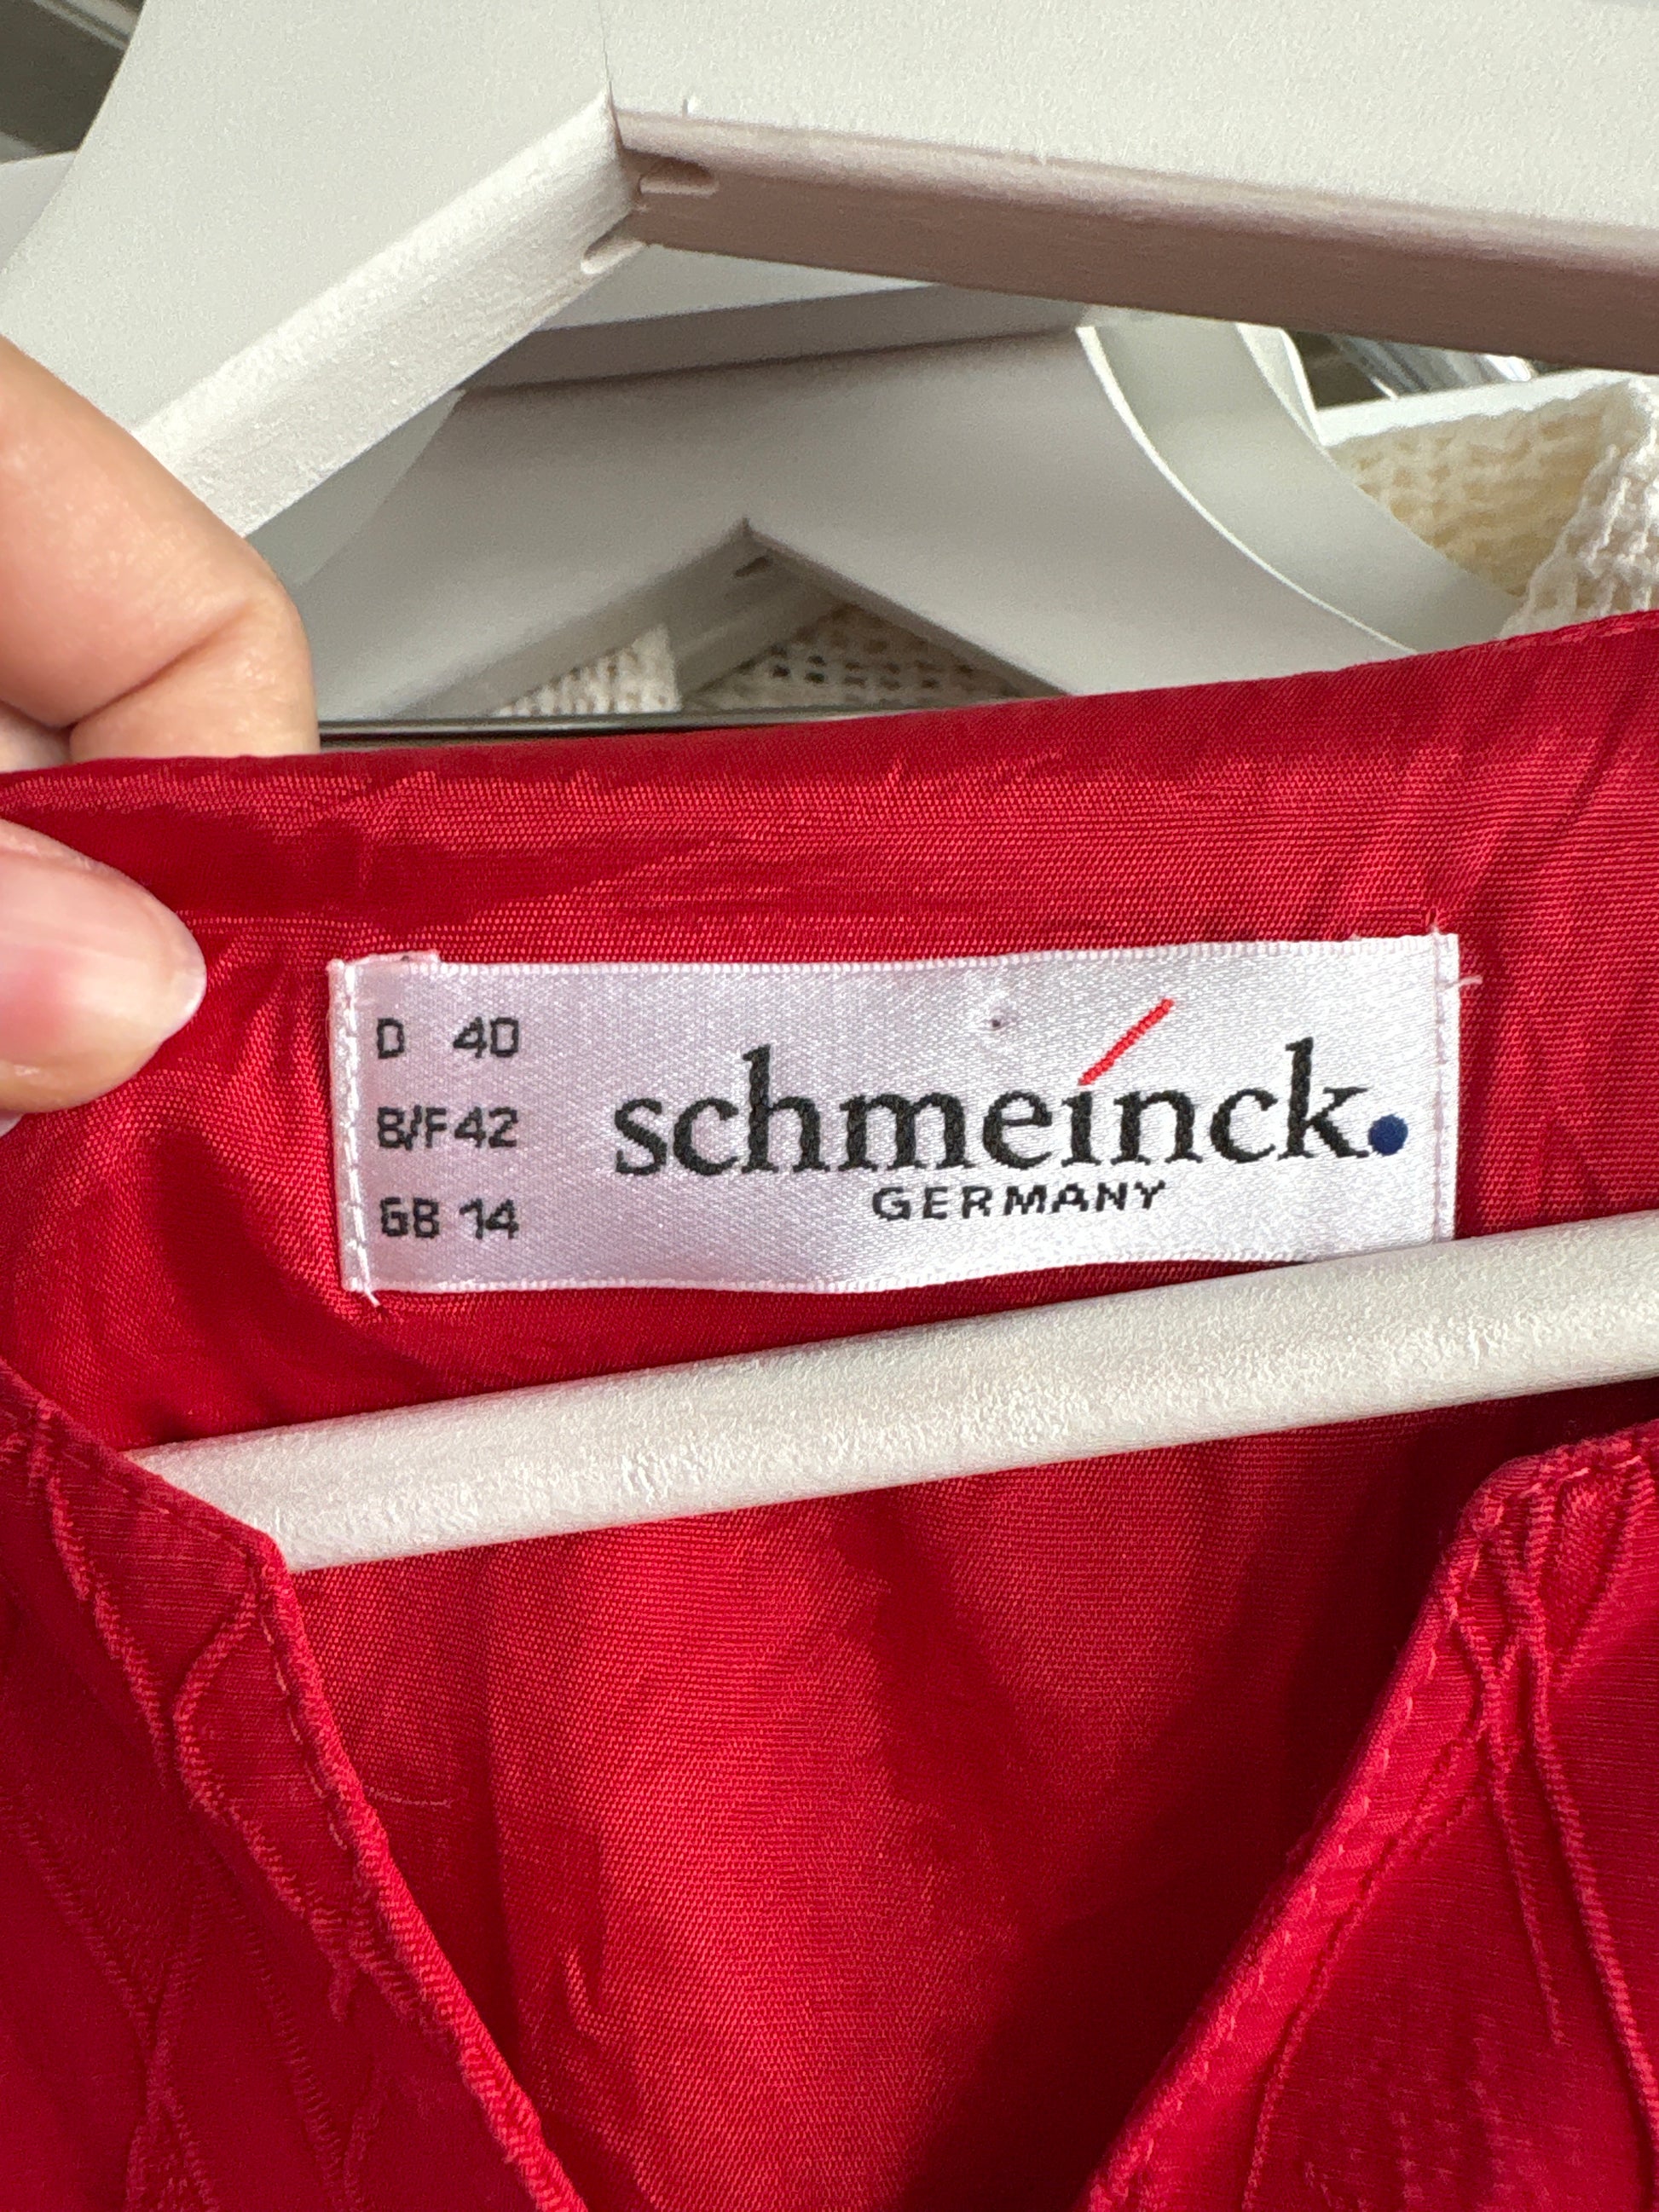 D 40
B/F 42
GB 14
schmeinck.
GERMANY